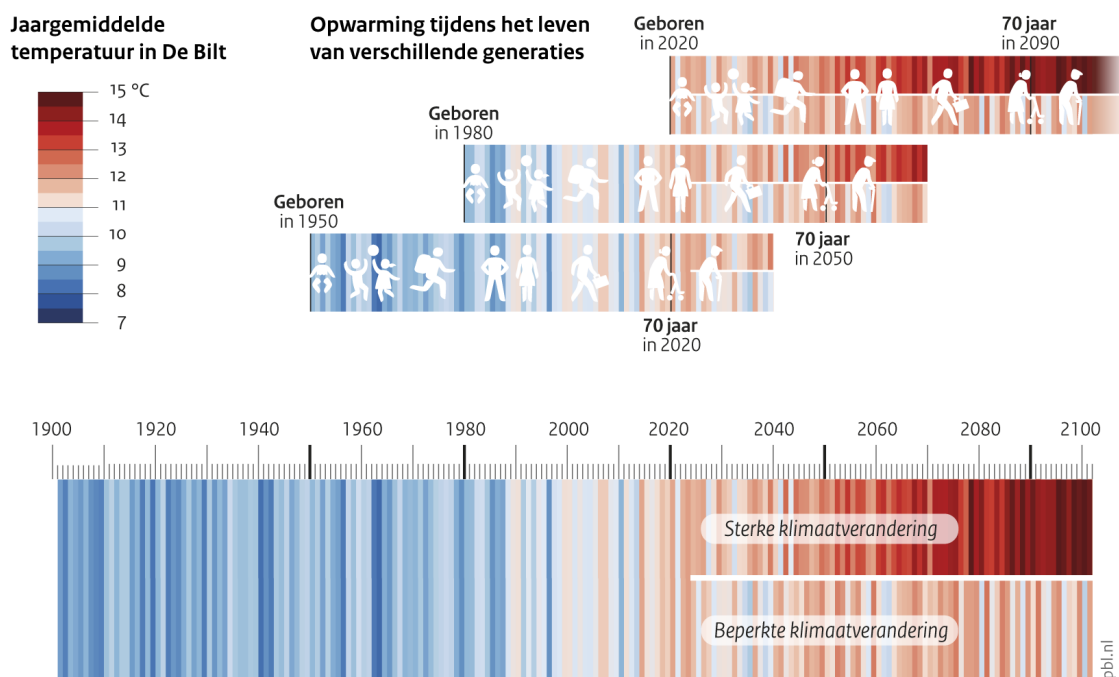 Jaargemiddelde
temperatuur in De Bilt
15 °C
14
13
12
11
10
9
8
7
Opwarming tijdens het leven
van verschillende generaties
Geboren
in 2020
70 jaar
in 2090
Geboren
in 1980
70 jaar
in 2050
Geboren
in 1950
70 jaar
in 2020
1900 1920 1940 1960 1980 2000 2020 2040 2060 2080 2100
Sterke klimaatverandering
Beperkte klimaatverandering
pbl.nl